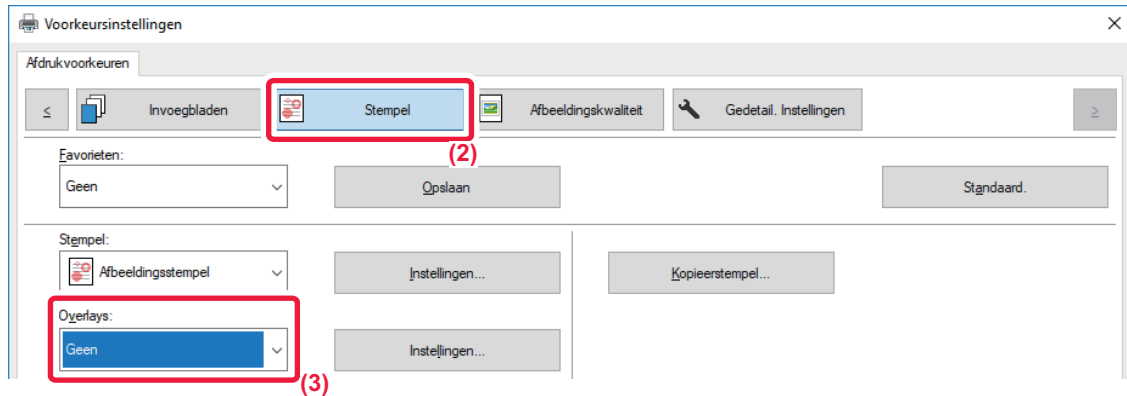 Voorkeursinstellingen
Afdrukvoorkeuren
< Invoegbladen Stempel Afbeeldingskwaliteit Gedetail. Instellingen >
(2)
Favorieten:
Geen Opslaan Standaard.
Stempel:
Afbeeldingsstempel Instellingen... Kopieerstempel...
Overlays:
Geen Instellingen...
(3)